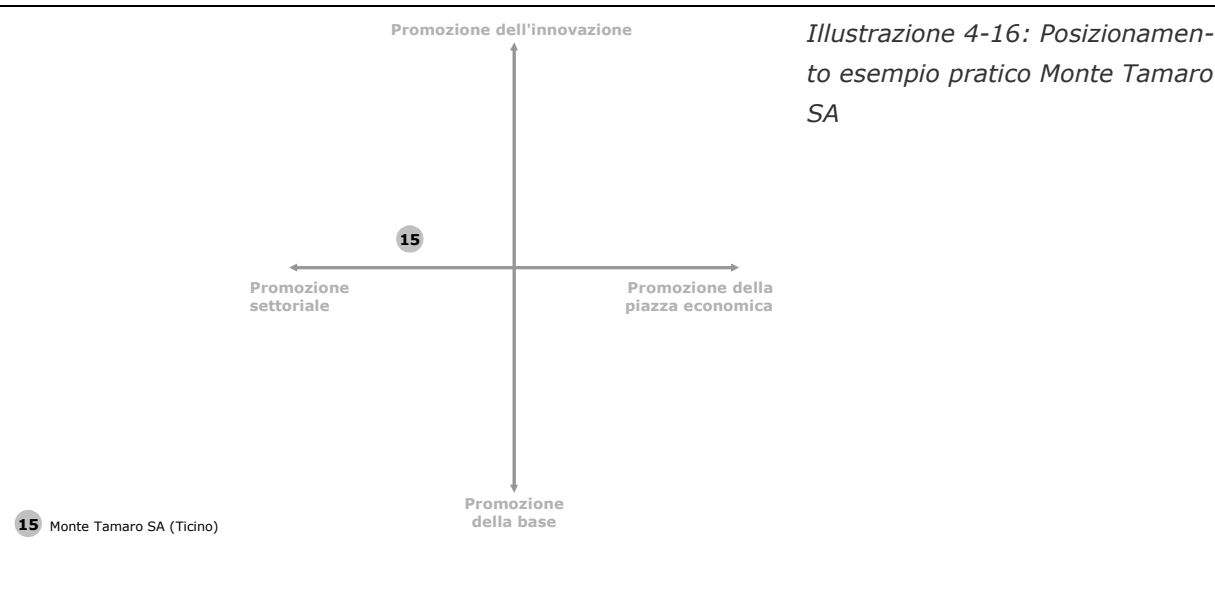 Promozione dell'innovazione
Illustrazione 4-16: Posizionamen-
to esempio pratico Monte Tamaro
SA
15
Promozione
settoriale
Promozione della
piazza economica
Promozione
della base
15 Monte Tamaro SA (Ticino)